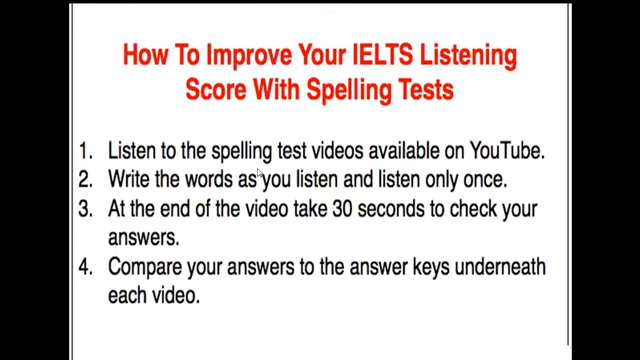 How To Improve Your IELTS Listening
Score With Spelling Tests
1. Listen to the spelling test videos available on YouTube.
2. Write the words as you listen and listen only once.
3. At the end of the video take 30 seconds to check your
answers.
4. Compare your answers to the answer keys underneath
each video.